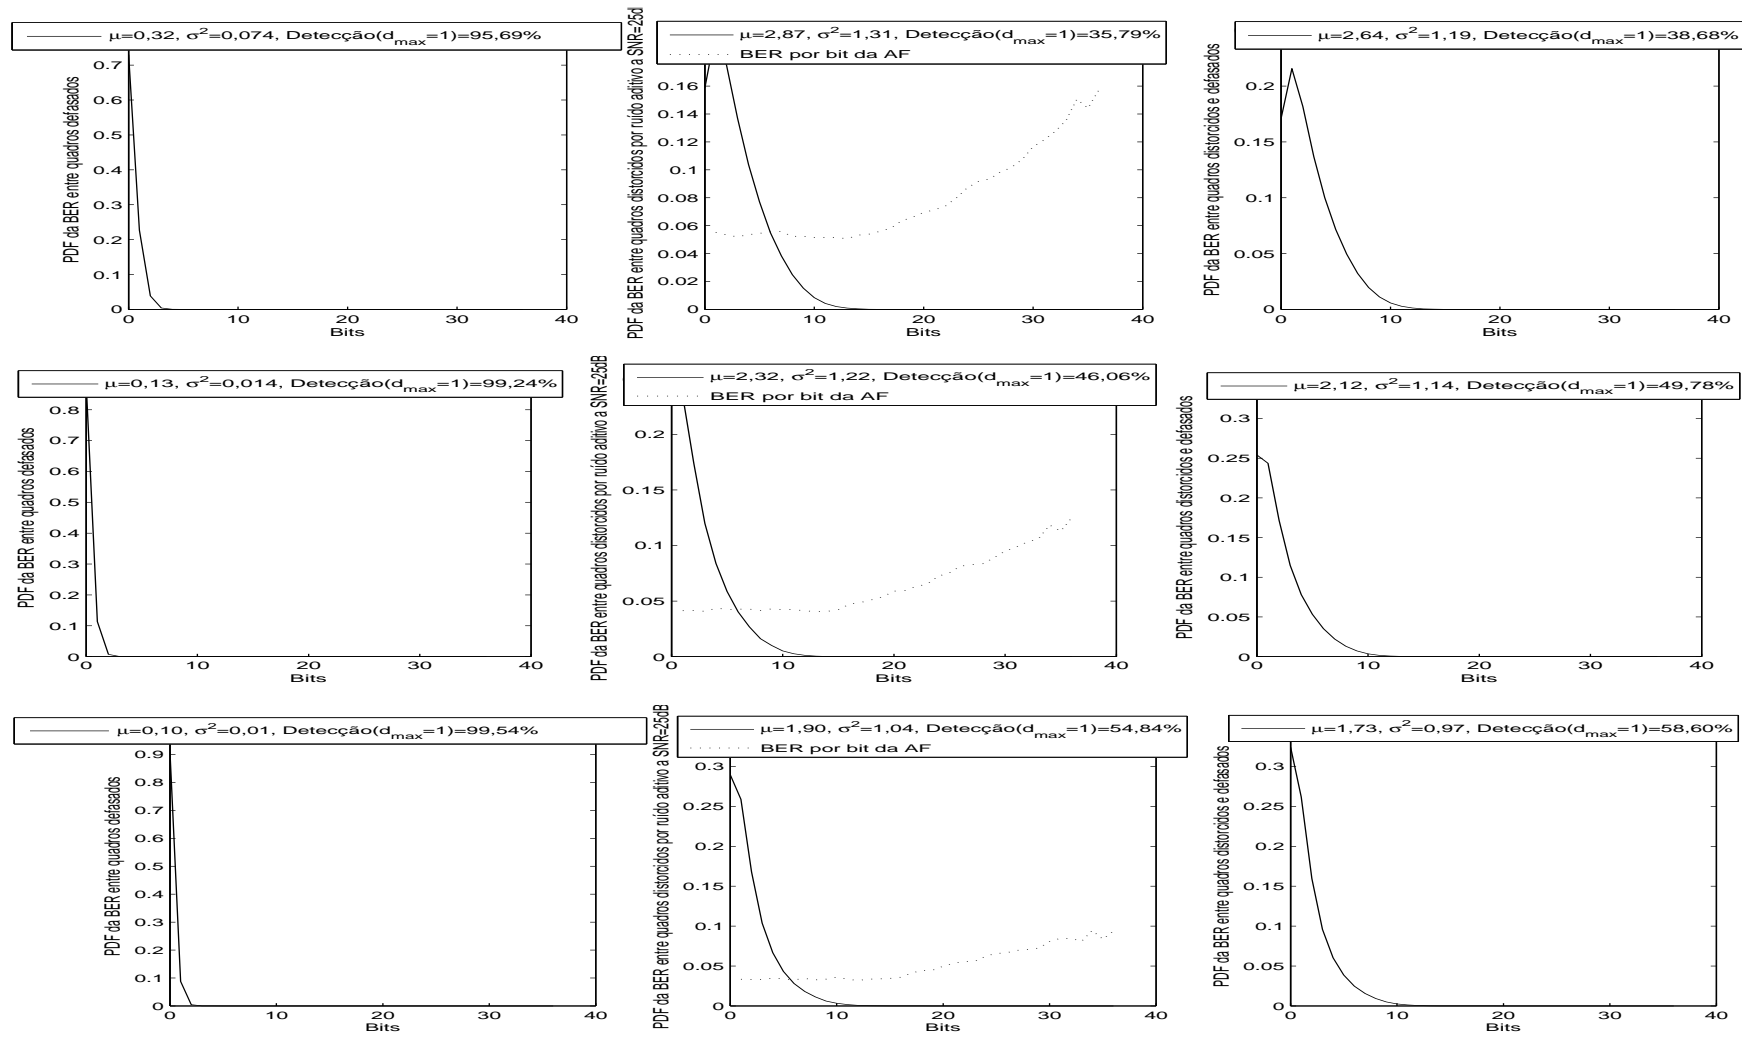 μ=0,32, σ²=0,074, Detecção(d_max=1)=95,69%
PDF da BER entre quadros defasados
0.7
0.6
0.5
0.4
0.3
0.2
0.1
0
0 10 20 30 40
Bits
μ=2,87, σ²=1,31, Detecção(d_max=1)=35,79%
BER por bit da AF
PDF da BER entre quadros distorcidos por ruído aditivo a SNR=25d
0.16
0.14
0.12
0.1
0.08
0.06
0.04
0.02
0
0 10 20 30 40
Bits
μ=2,64, σ²=1,19, Detecção(d_max=1)=38,68%
PDF da BER entre quadros distorcidos e defasados
0.2
0.15
0.1
0.05
0
0 10 20 30 40
Bits
μ=0,13, σ²=0,014, Detecção(d_max=1)=99,24%
PDF da BER entre quadros defasados
0.8
0.7
0.6
0.5
0.4
0.3
0.2
0.1
0
0 10 20 30 40
Bits
μ=2,32, σ²=1,22, Detecção(d_max=1)=46,06%
BER por bit da AF
PDF da BER entre quadros distorcidos por ruído aditivo a SNR=25dB
0.2
0.15
0.1
0.05
0
0 10 20 30 40
Bits
μ=2,12, σ²=1,14, Detecção(d_max=1)=49,78%
PDF da BER entre quadros distorcidos e defasados
0.3
0.25
0.2
0.15
0.1
0.05
0
0 10 20 30 40
Bits
μ=0,10, σ²=0,01, Detecção(d_max=1)=99,54%
PDF da BER entre quadros defasados
0.9
0.8
0.7
0.6
0.5
0.4
0.3
0.2
0.1
0
0 10 20 30 40
Bits
μ=1,90, σ²=1,04, Detecção(d_max=1)=54,84%
BER por bit da AF
PDF da BER entre quadros distorcidos por ruído aditivo a SNR=25dB
0.3
0.25
0.2
0.15
0.1
0.05
0
0 10 20 30 40
Bits
μ=1,73, σ²=0,97, Detecção(d_max=1)=58,60%
PDF da BER entre quadros distorcidos e defasados
0.3
0.25
0.2
0.15
0.1
0.05
0
0 10 20 30 40
Bits